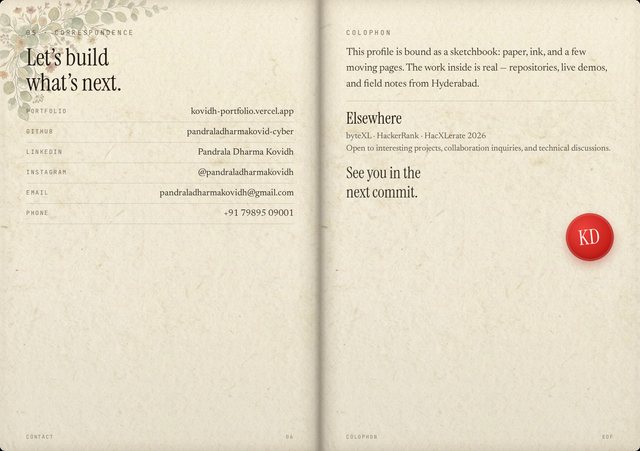 05 · CORRESPONDENCE
Let’s build
what’s next.
PORTFOLIO kovidh-portfolio.vercel.app
GITHUB pandraladharmakovid-cyber
LINKEDIN Pandrala Dharma Kovidh
INSTAGRAM @pandraladharmakovidh
EMAIL pandraladharmakovidh@gmail.com
PHONE +91 79895 09001
CONTACT 06
COLOPHON
This profile is bound as a sketchbook: paper, ink, and a few
moving pages. The work inside is real — repositories, live demos,
and field notes from Hyderabad.
Elsewhere
byteXL · HackerRank · HacXLerate 2026
Open to interesting projects, collaboration inquiries, and technical discussions.
See you in the
next commit.
KD
COLOPHON EOF